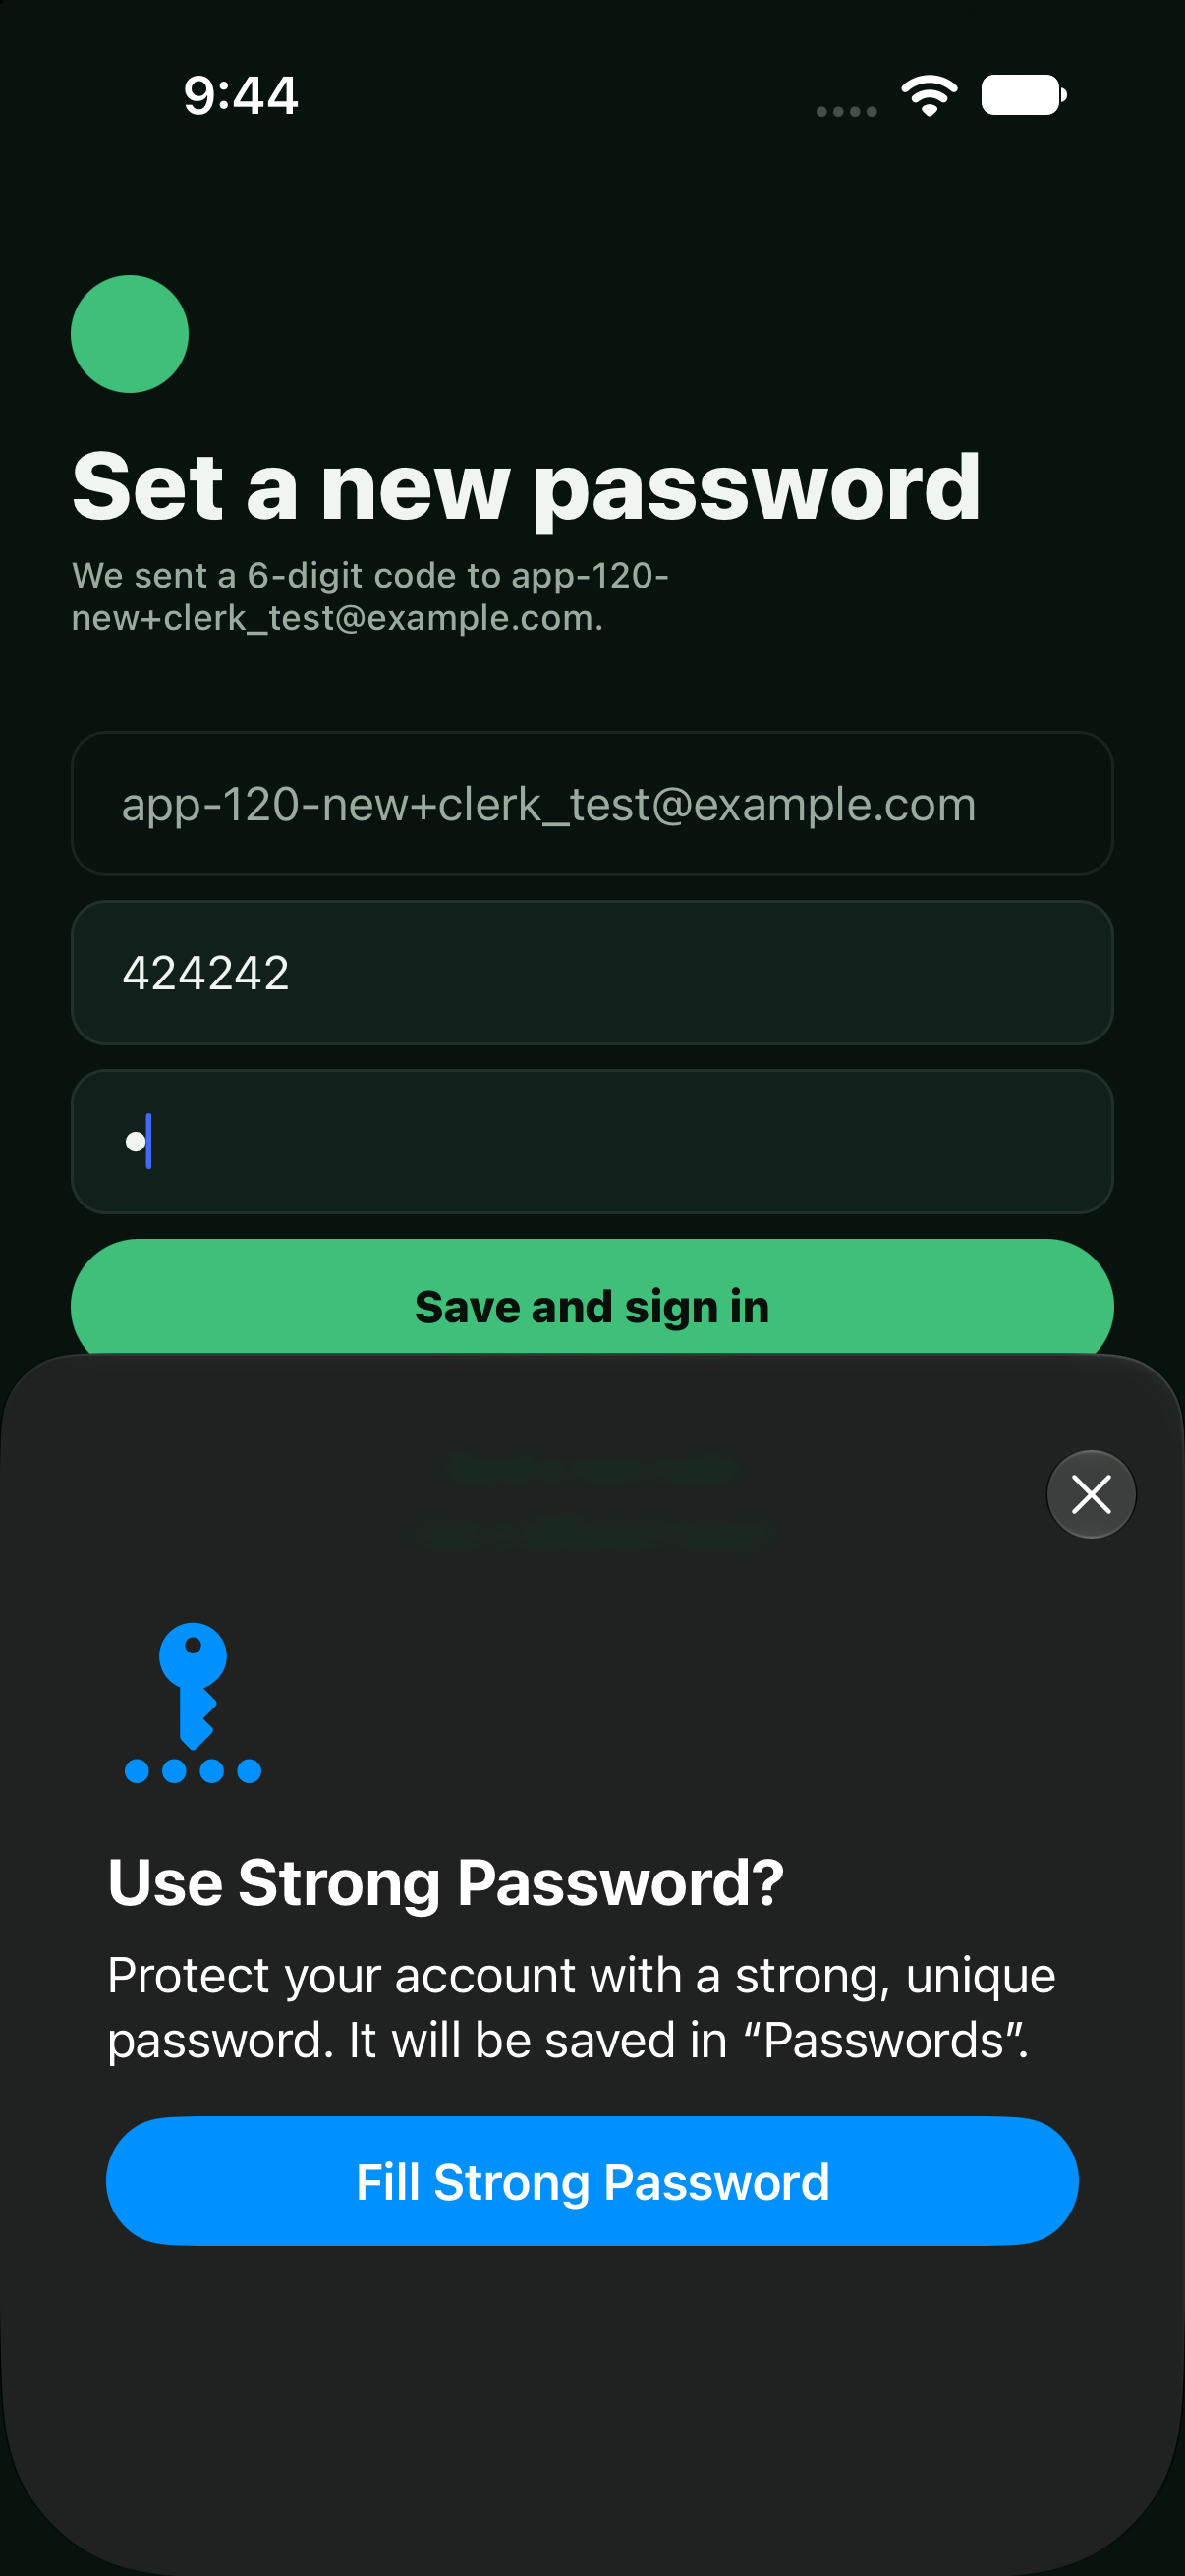 9:44
Set a new password
We sent a 6-digit code to app-120-
new+clerk_test@example.com.
app-120-new+clerk_test@example.com
424242
Save and sign in
Use Strong Password?
Protect your account with a strong, unique
password. It will be saved in “Passwords”.
Fill Strong Password